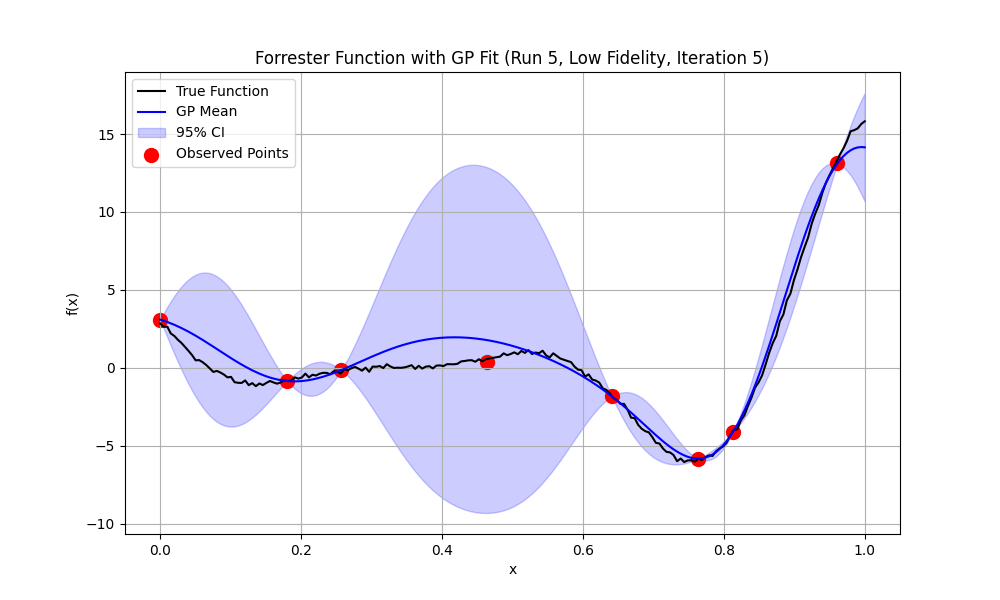 Forrester Function with GP Fit (Run 5, Low Fidelity, Iteration 5)
True Function
GP Mean
95% CI
Observed Points
f(x)
15
10
5
0
−5
−10
0.0 0.2 0.4 0.6 0.8 1.0
x